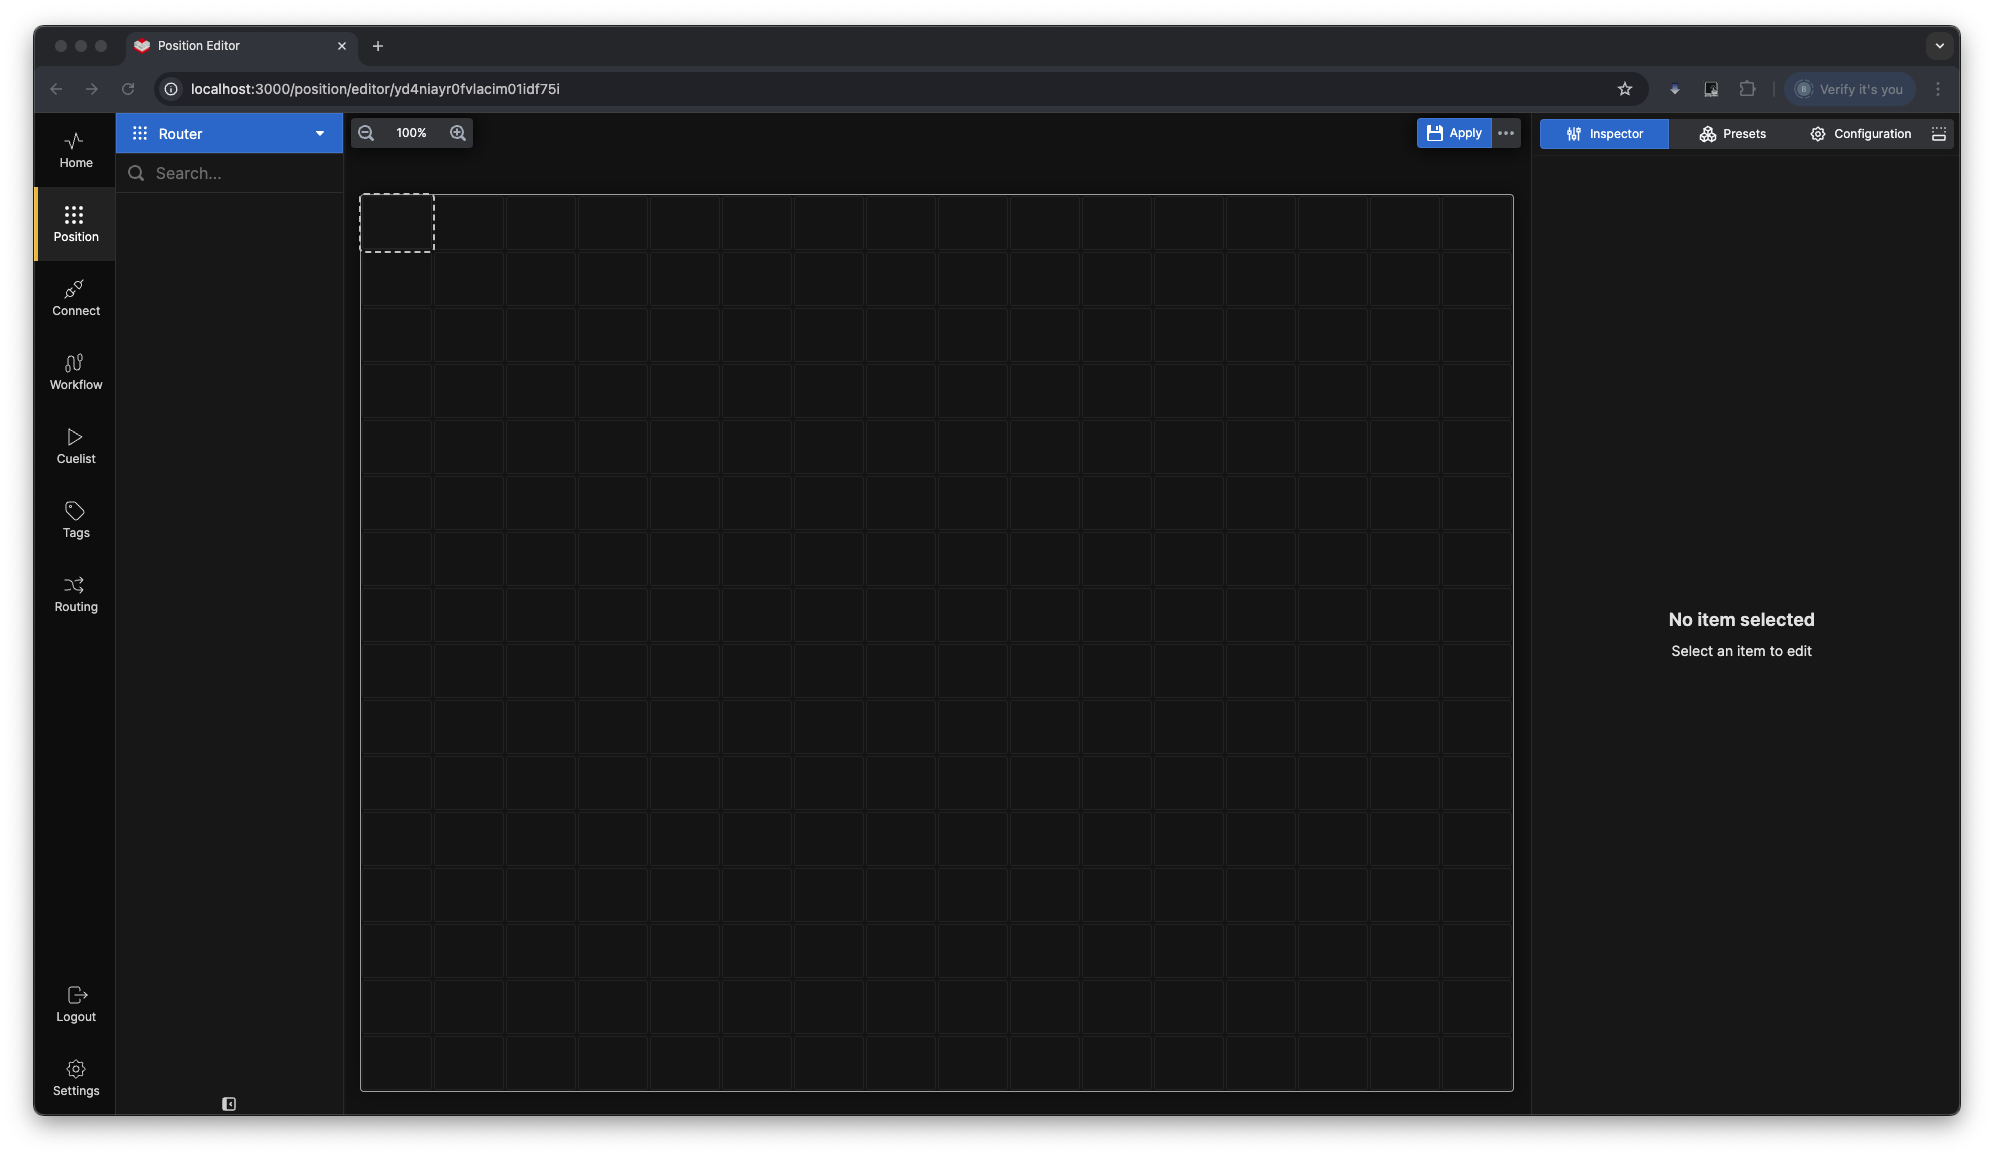 Position Editor
localhost:3000/position/editor/yd4niayr0fvlacim01idf75i
Verify it's you
Home
Position
Connect
Workflow
Cuelist
Tags
Routing
Logout
Settings
Router
Search...
100%
Apply
Inspector
Presets
Configuration
No item selected
Select an item to edit